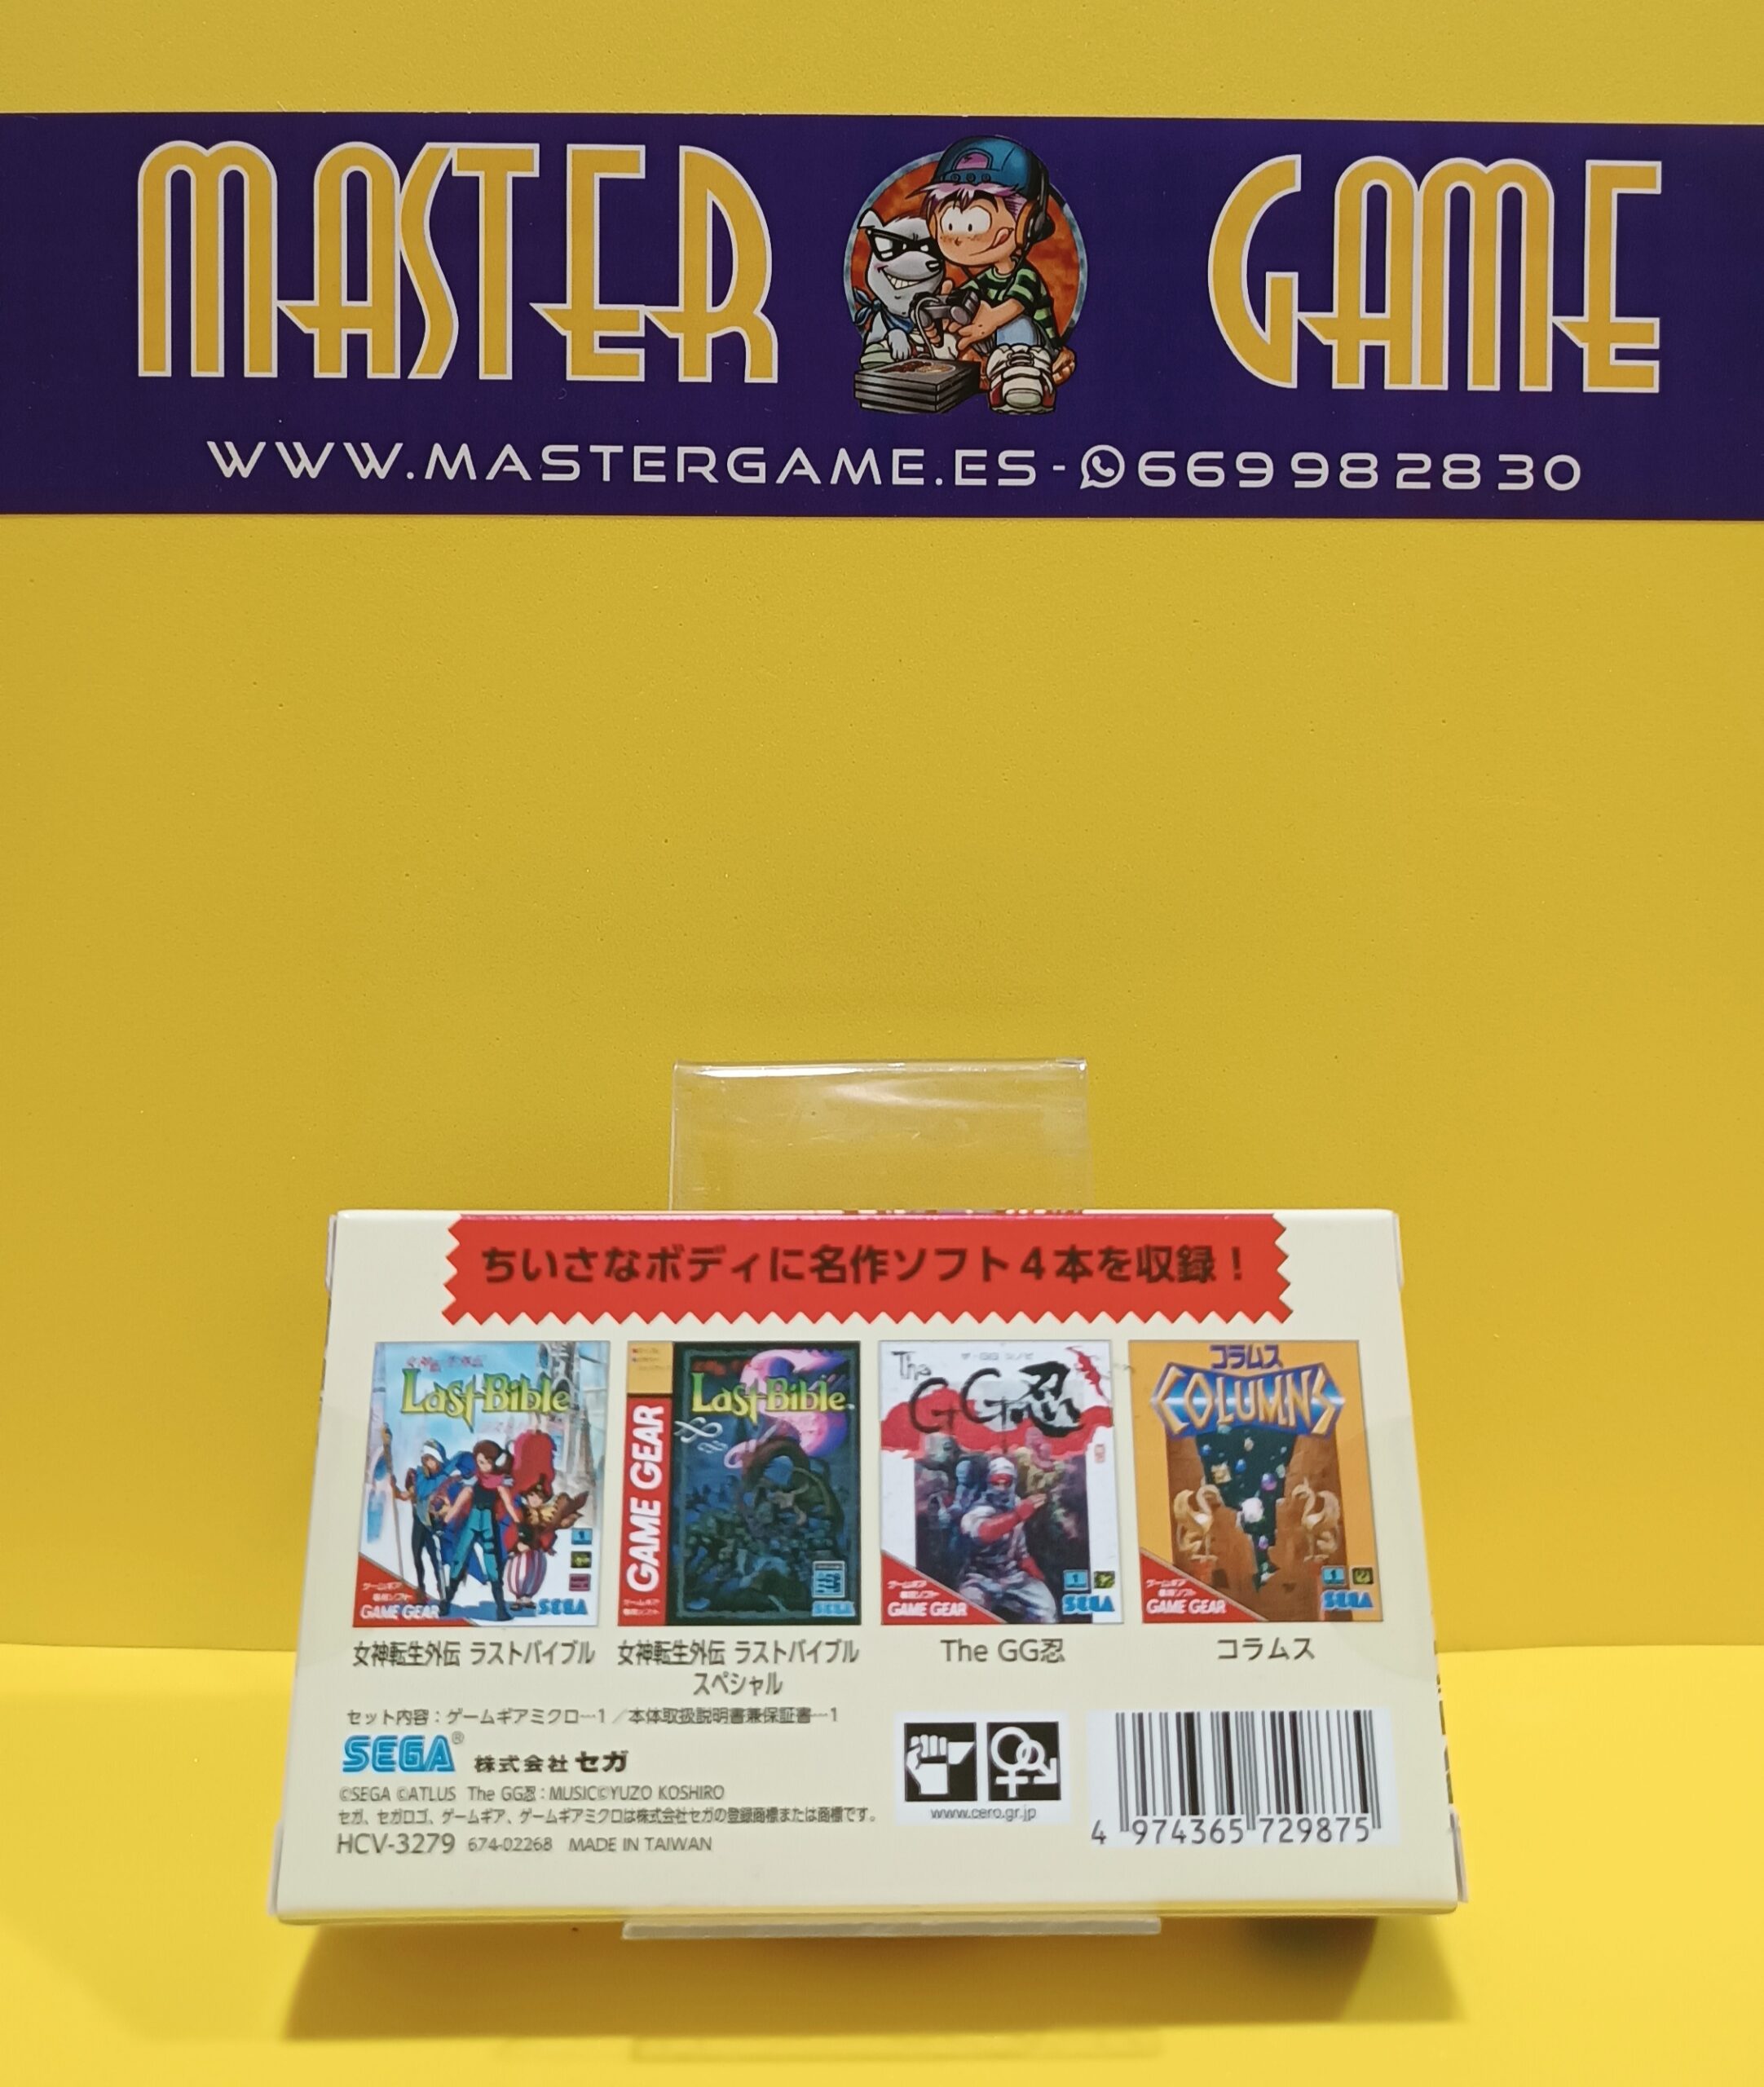 MASTER GAME
WWW.MASTERGAME.ES - 669982830
ちいさなボディに名作ソフト4本を収録！
Last Bible
GAME GEAR
SEGA
GAME GEAR
Last Bible
SEGA
The GG忍
GAME GEAR
SEGA
コラムス
COLUMNS
GAME GEAR
SEGA
女神転生外伝 ラストバイブル
女神転生外伝 ラストバイブル
スペシャル
The GG忍
コラムス
セット内容：ゲームギアミクロ…1／本体取扱説明書兼保証書…1
SEGA® 株式会社セガ
©SEGA ©ATLUS The GG忍：MUSIC©YUZO KOSHIRO
セガ、セガロゴ、ゲームギア、ゲームギアミクロは株式会社セガの登録商標または商標です。
HCV-3279 674-02268 MADE IN TAIWAN
www.cero.gr.jp
4 974365 729875